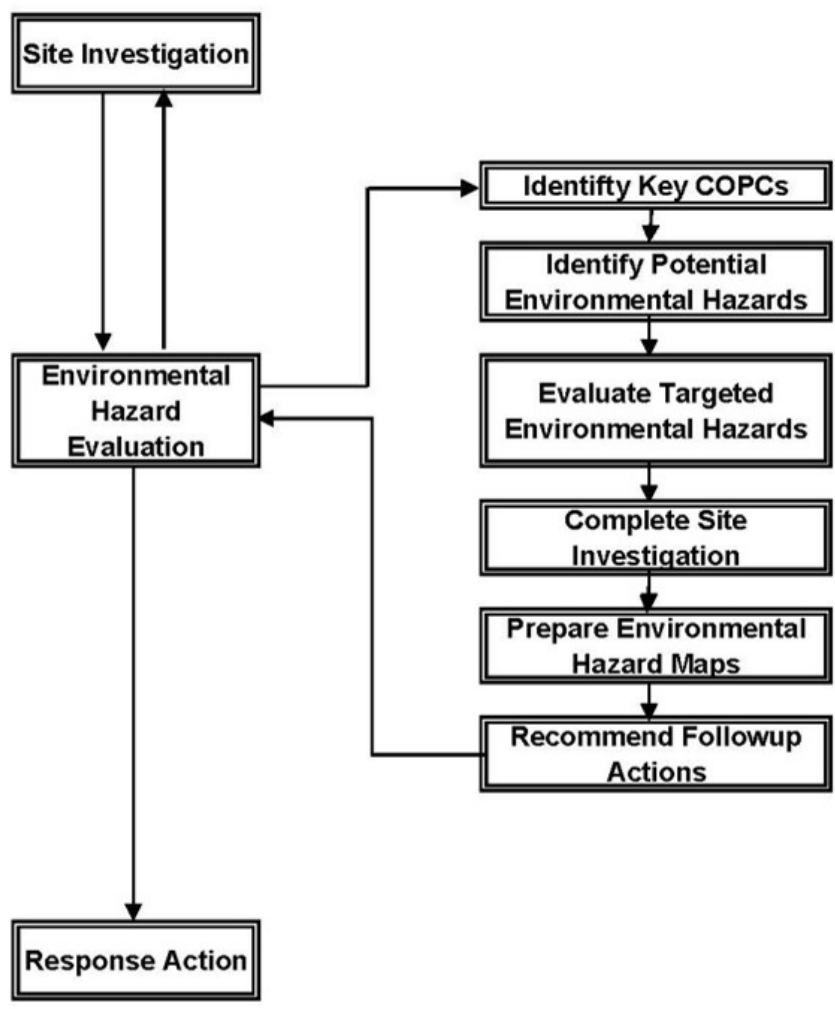 Site Investigation
Identifty Key COPCs
Identify Potential
Environmental Hazards
Environmental
Hazard
Evaluation
Evaluate Targeted
Environmental Hazards
Complete Site
Investigation
Prepare Environmental
Hazard Maps
Recommend Followup
Actions
Response Action